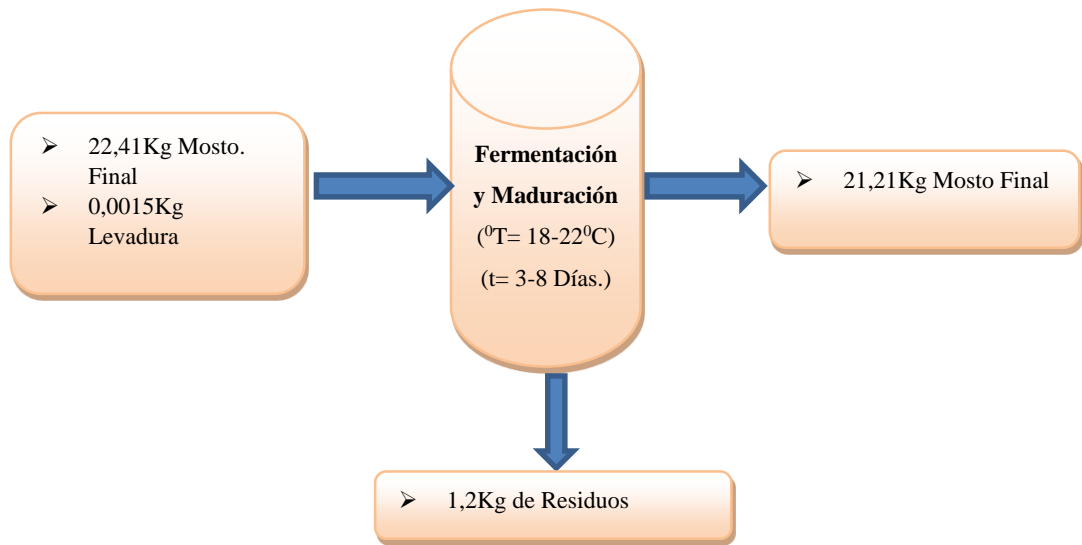 ➢ 22,41Kg Mosto.
Final
➢ 0,0015Kg
Levadura
Fermentación
y Maduración
(⁰T= 18-22⁰C)
(t= 3-8 Días.)
➢ 21,21Kg Mosto Final
➢ 1,2Kg de Residuos